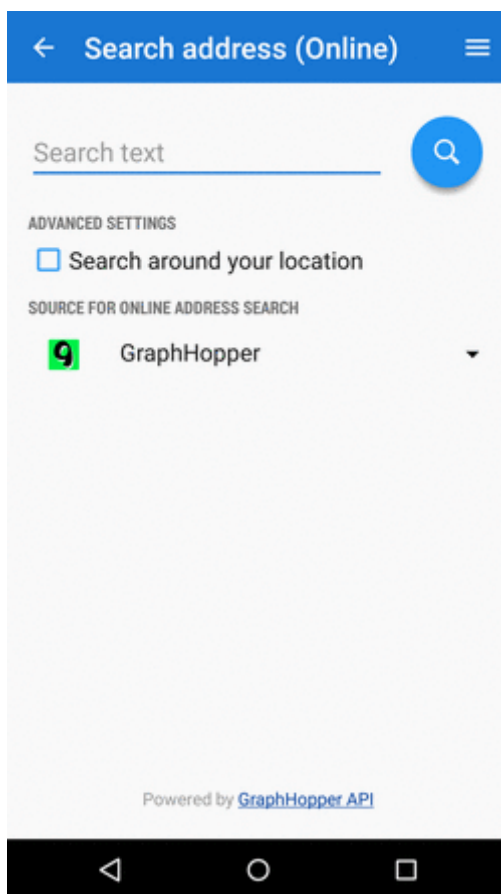 Search address (Online)
Search text
ADVANCED SETTINGS
Search around your location
SOURCE FOR ONLINE ADDRESS SEARCH
GraphHopper
Powered by GraphHopper API